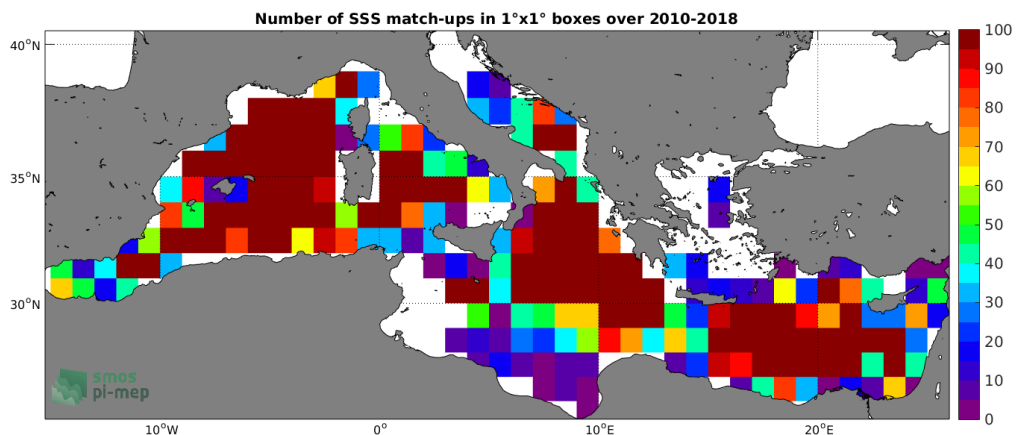 Number of SSS match-ups in 1°x1° boxes over 2010-2018
40°N
35°N
30°N
10°W
0°
10°E
20°E
100
90
80
70
60
50
40
30
20
10
0
smos
pi-mep